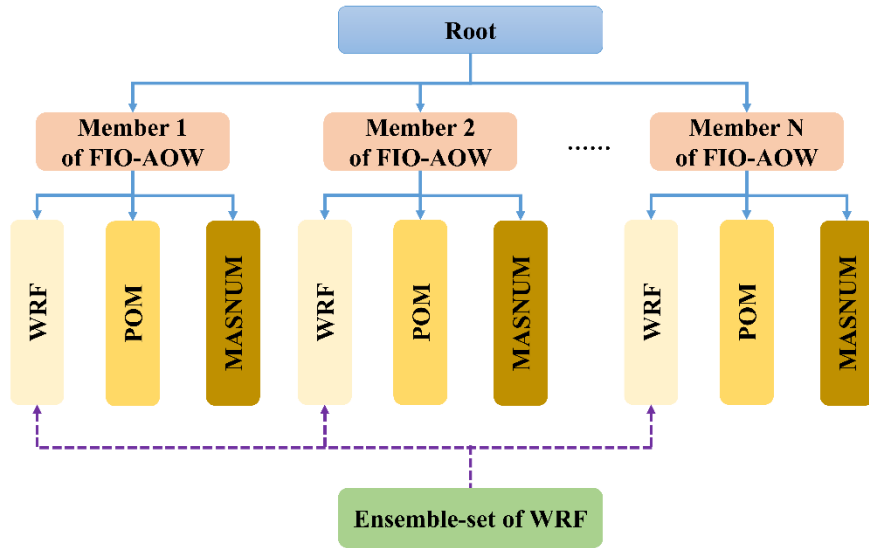 Root
Member 1
of FIO-AOW
Member 2
of FIO-AOW
......
Member N
of FIO-AOW
WRF
POM
MASNUM
WRF
POM
MASNUM
WRF
POM
MASNUM
Ensemble-set of WRF